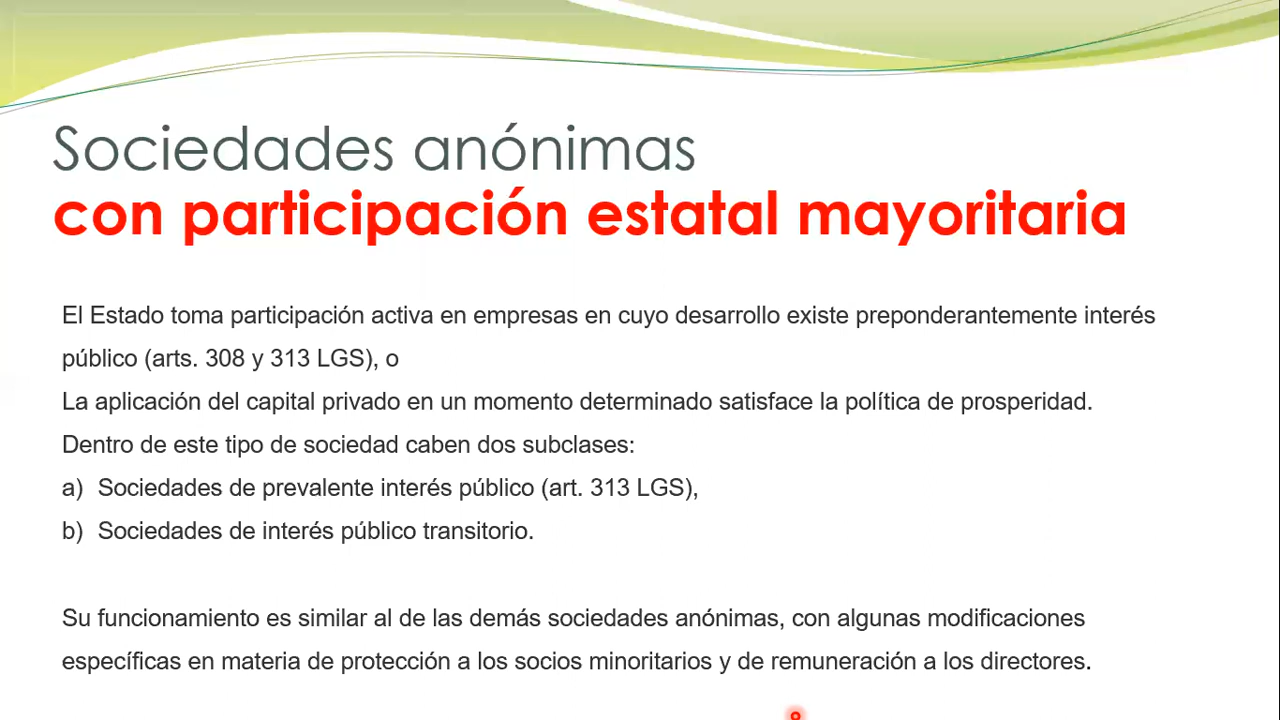 Sociedades anónimas
con participación estatal mayoritaria
El Estado toma participación activa en empresas en cuyo desarrollo existe preponderantemente interés
público (arts. 308 y 313 LGS), o
La aplicación del capital privado en un momento determinado satisface la política de prosperidad.
Dentro de este tipo de sociedad caben dos subclases:
a) Sociedades de prevalente interés público (art. 313 LGS),
b) Sociedades de interés público transitorio.
Su funcionamiento es similar al de las demás sociedades anónimas, con algunas modificaciones
específicas en materia de protección a los socios minoritarios y de remuneración a los directores.